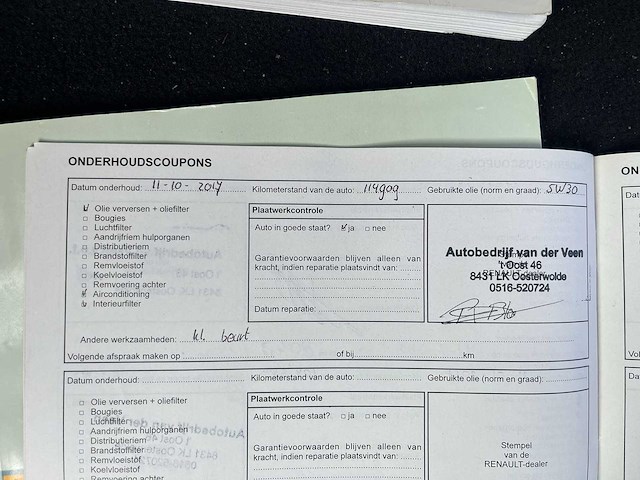 ONDERHOUDSCOUPONS
ON
Datum onderhoud: 11-10-2017 Kilometerstand van de auto: 114909 Gebruikte olie (norm en graad): 5W30
Olie verversen + oliefilter
Bougies
Luchtfilter
Aandrijfriem hulporganen
Distributieriem
Brandstoffilter
Remvloeistof
Koelvloeistof
Remvoering achter
Airconditioning
Interieurfilter
Plaatwerkcontrole
Auto in goede staat? ja nee
Garantievoorwaarden blijven alleen van
kracht, indien reparatie plaatsvindt van:
Datum reparatie:
Autobedrijf van der Veen
't Oost 46
8431 LK Oosterwolde
0516-520724
Andere werkzaamheden: kl. beurt
Volgende afspraak maken op: of bij km
Datum onderhoud: Kilometerstand van de auto: Gebruikte olie (norm en graad):
Olie verversen + oliefilter
Bougies
Luchtfilter
Aandrijfriem hulporganen
Distributieriem
Brandstoffilter
Remvloeistof
Koelvloeistof
Remvoering achter
Plaatwerkcontrole
Auto in goede staat? ja nee
Garantievoorwaarden blijven alleen van
kracht, indien reparatie plaatsvindt van:
Stempel
van de
RENAULT-dealer